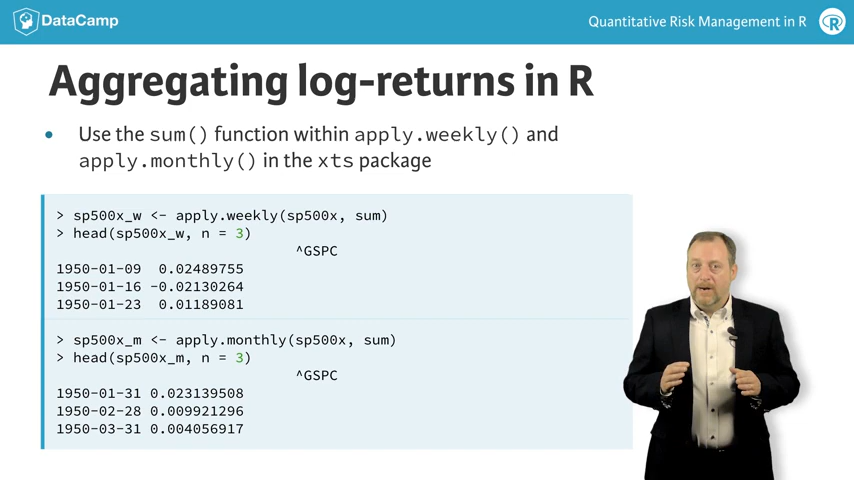 DataCamp
Quantitative Risk Management in R
R
Aggregating log-returns in R
• Use the sum() function within apply.weekly() and
apply.monthly() in the xts package
> sp500x_w <- apply.weekly(sp500x, sum)
> head(sp500x_w, n = 3)
^GSPC
1950-01-09 0.02489755
1950-01-16 -0.02130264
1950-01-23 0.01189081
> sp500x_m <- apply.monthly(sp500x, sum)
> head(sp500x_m, n = 3)
^GSPC
1950-01-31 0.023139508
1950-02-28 0.009921296
1950-03-31 0.004056917